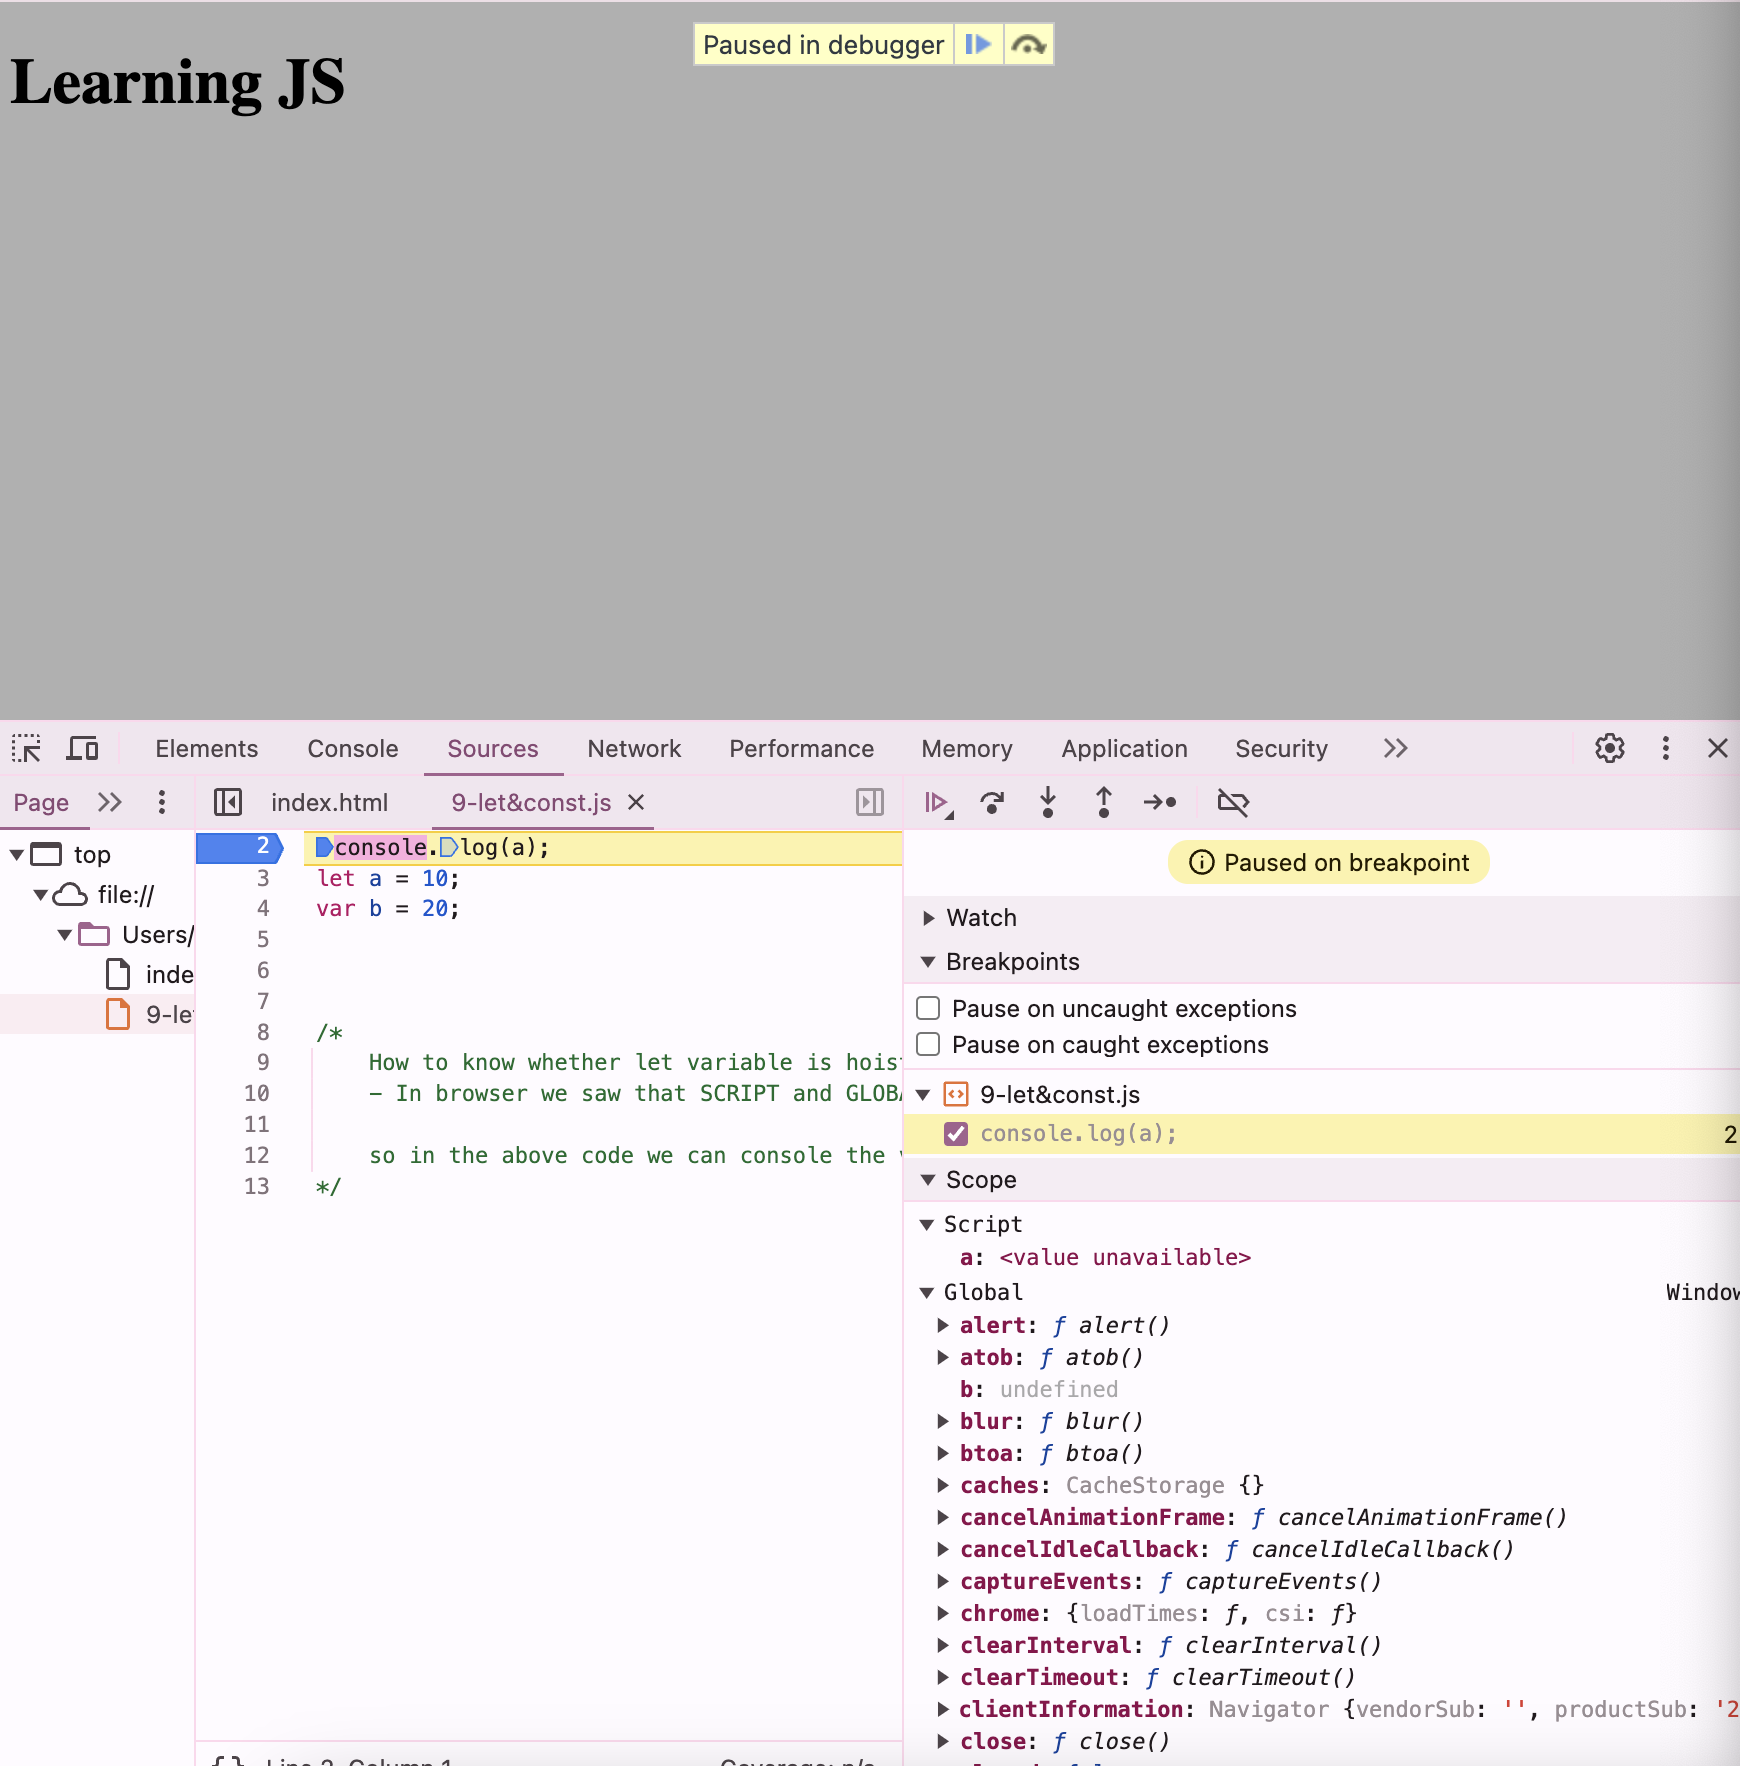 Paused in debugger
Learning JS
Elements Console Sources Network Performance Memory Application Security
Page index.html 9-let&const.js
top
file://
Users/
inde
9-le
2 console.log(a);
3 let a = 10;
4 var b = 20;
5
6
7
8 /*
9 How to know whether let variable is hois
10 - In browser we saw that SCRIPT and GLOB
11
12 so in the above code we can console the
13 */
Paused on breakpoint
Watch
Breakpoints
Pause on uncaught exceptions
Pause on caught exceptions
9-let&const.js
console.log(a); 2
Scope
Script
a: <value unavailable>
Global Window
alert: ƒ alert()
atob: ƒ atob()
b: undefined
blur: ƒ blur()
btoa: ƒ btoa()
caches: CacheStorage {}
cancelAnimationFrame: ƒ cancelAnimationFrame()
cancelIdleCallback: ƒ cancelIdleCallback()
captureEvents: ƒ captureEvents()
chrome: {loadTimes: ƒ, csi: ƒ}
clearInterval: ƒ clearInterval()
clearTimeout: ƒ clearTimeout()
clientInformation: Navigator {vendorSub: '', productSub: '2
close: ƒ close()
{} Line 2, Column 1